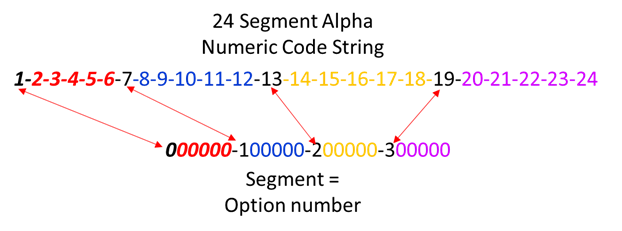 24 Segment Alpha
Numeric Code String
1-2-3-4-5-6-7-8-9-10-11-12-13-14-15-16-17-18-19-20-21-22-23-24
000000-100000-200000-300000
Segment =
Option number